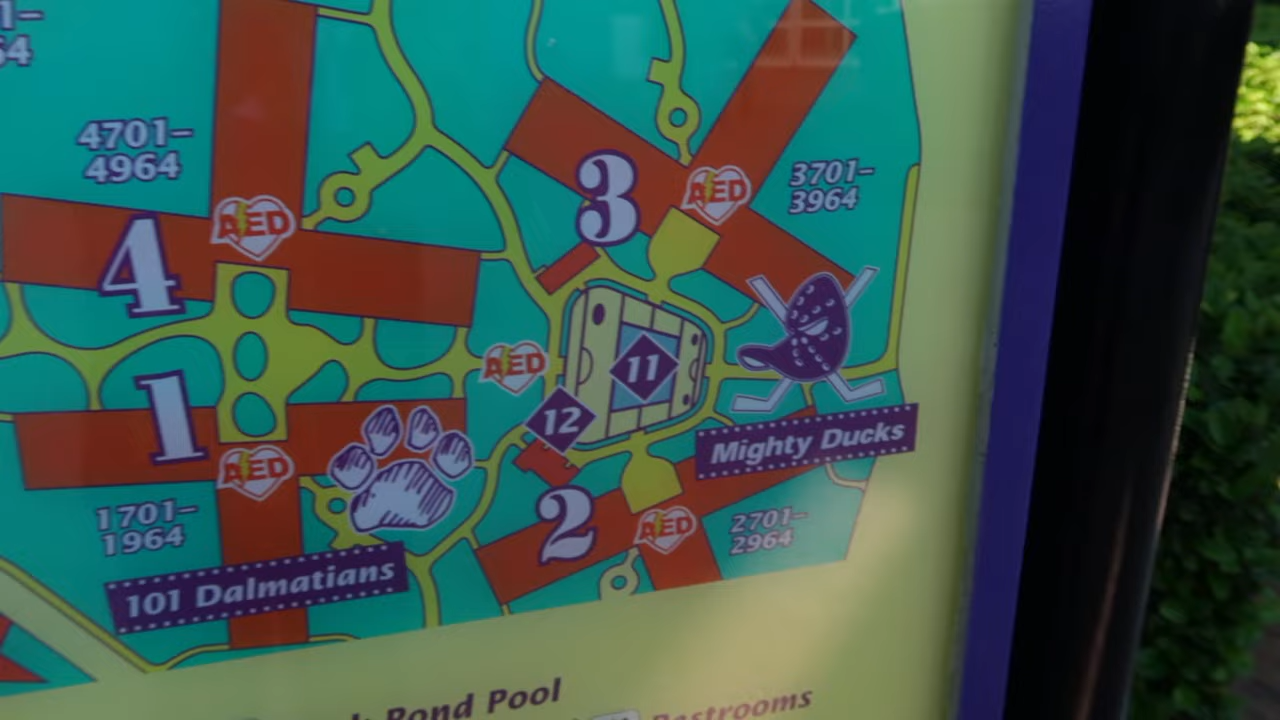 4701–
4964
AED
4
3
AED
3701–
3964
1
AED
11
12
Mighty Ducks
AED
1701–
1964
2
AED
2701–
2964
101 Dalmatians
Pond Pool
Restrooms